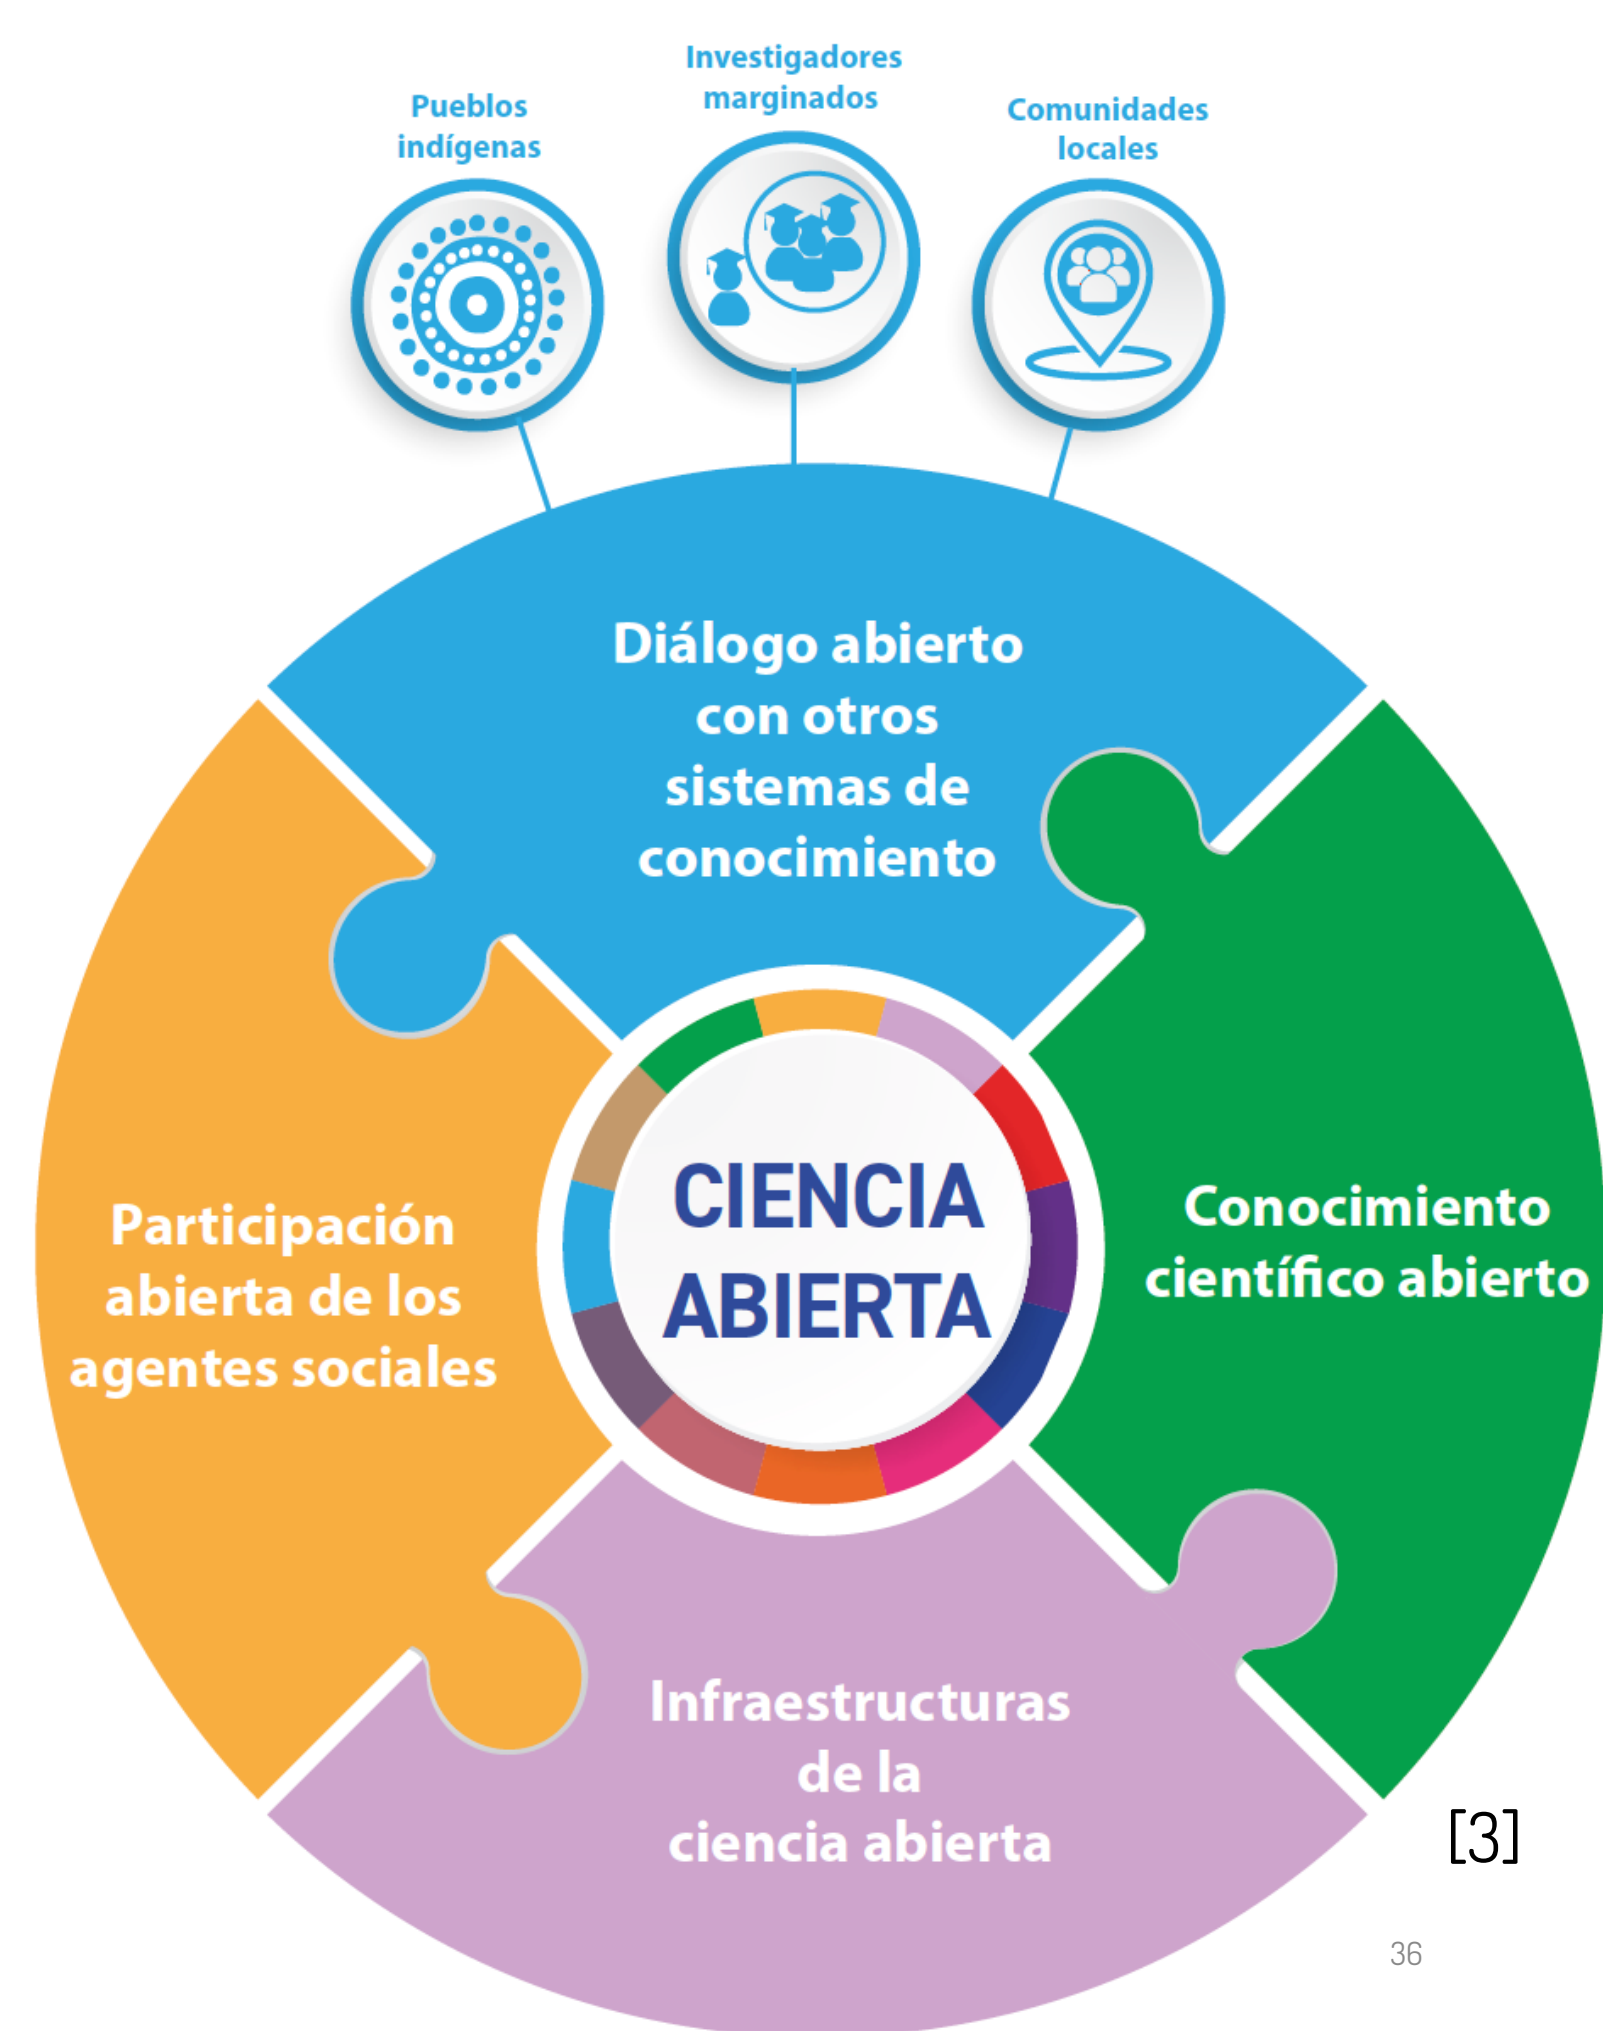 Investigadores
marginados
Pueblos
indígenas
Comunidades
locales
Diálogo abierto
con otros
sistemas de
conocimiento
CIENCIA
ABIERTA
Participación
abierta de los
agentes sociales
Conocimiento
científico abierto
Infraestructuras
de la
ciencia abierta
[3]
36